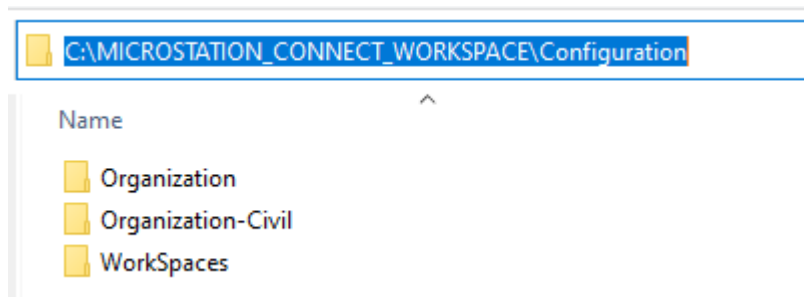 C:\MICROSTATION_CONNECT_WORKSPACE\Configuration
Name
Organization
Organization-Civil
WorkSpaces